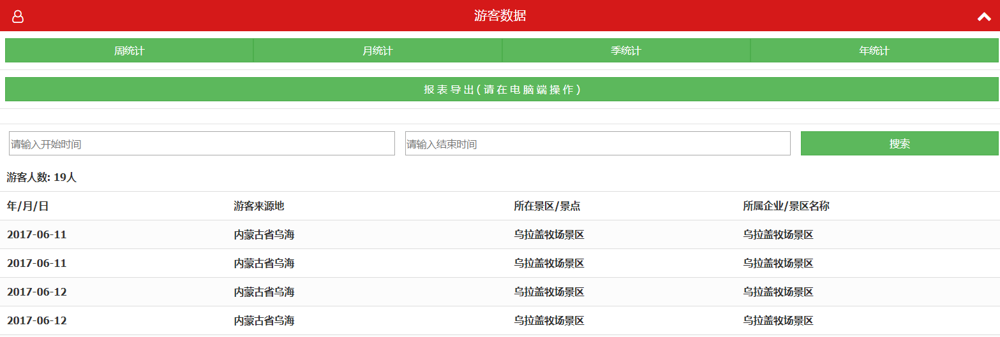 游客数据
周统计 月统计 季统计 年统计
报表导出(请在电脑端操作)
请输入开始时间 请输入结束时间 搜索
游客人数: 19人
年/月/日 游客来源地 所在景区/景点 所属企业/景区名称
2017-06-11 内蒙古省乌海 乌拉盖牧场景区 乌拉盖牧场景区
2017-06-11 内蒙古省乌海 乌拉盖牧场景区 乌拉盖牧场景区
2017-06-12 内蒙古省乌海 乌拉盖牧场景区 乌拉盖牧场景区
2017-06-12 内蒙古省乌海 乌拉盖牧场景区 乌拉盖牧场景区